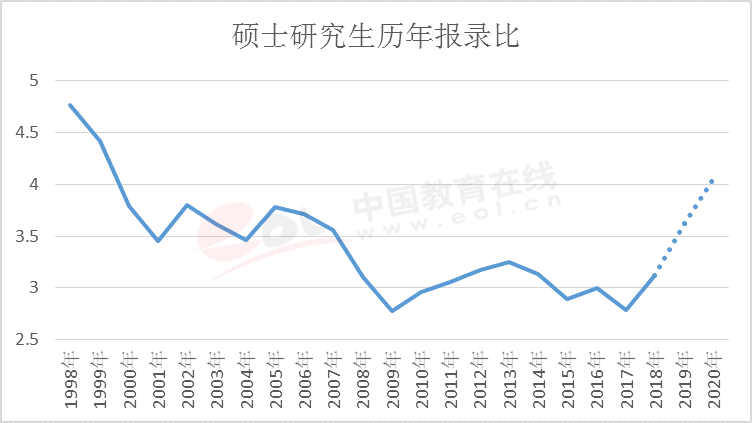 硕士研究生历年报录比
5
4.5
4
3.5
3
2.5
eol
中国教育在线
www.eol.cn
1998年
1999年
2000年
2001年
2002年
2003年
2004年
2005年
2006年
2007年
2008年
2009年
2010年
2011年
2012年
2013年
2014年
2015年
2016年
2017年
2018年
2019年
2020年